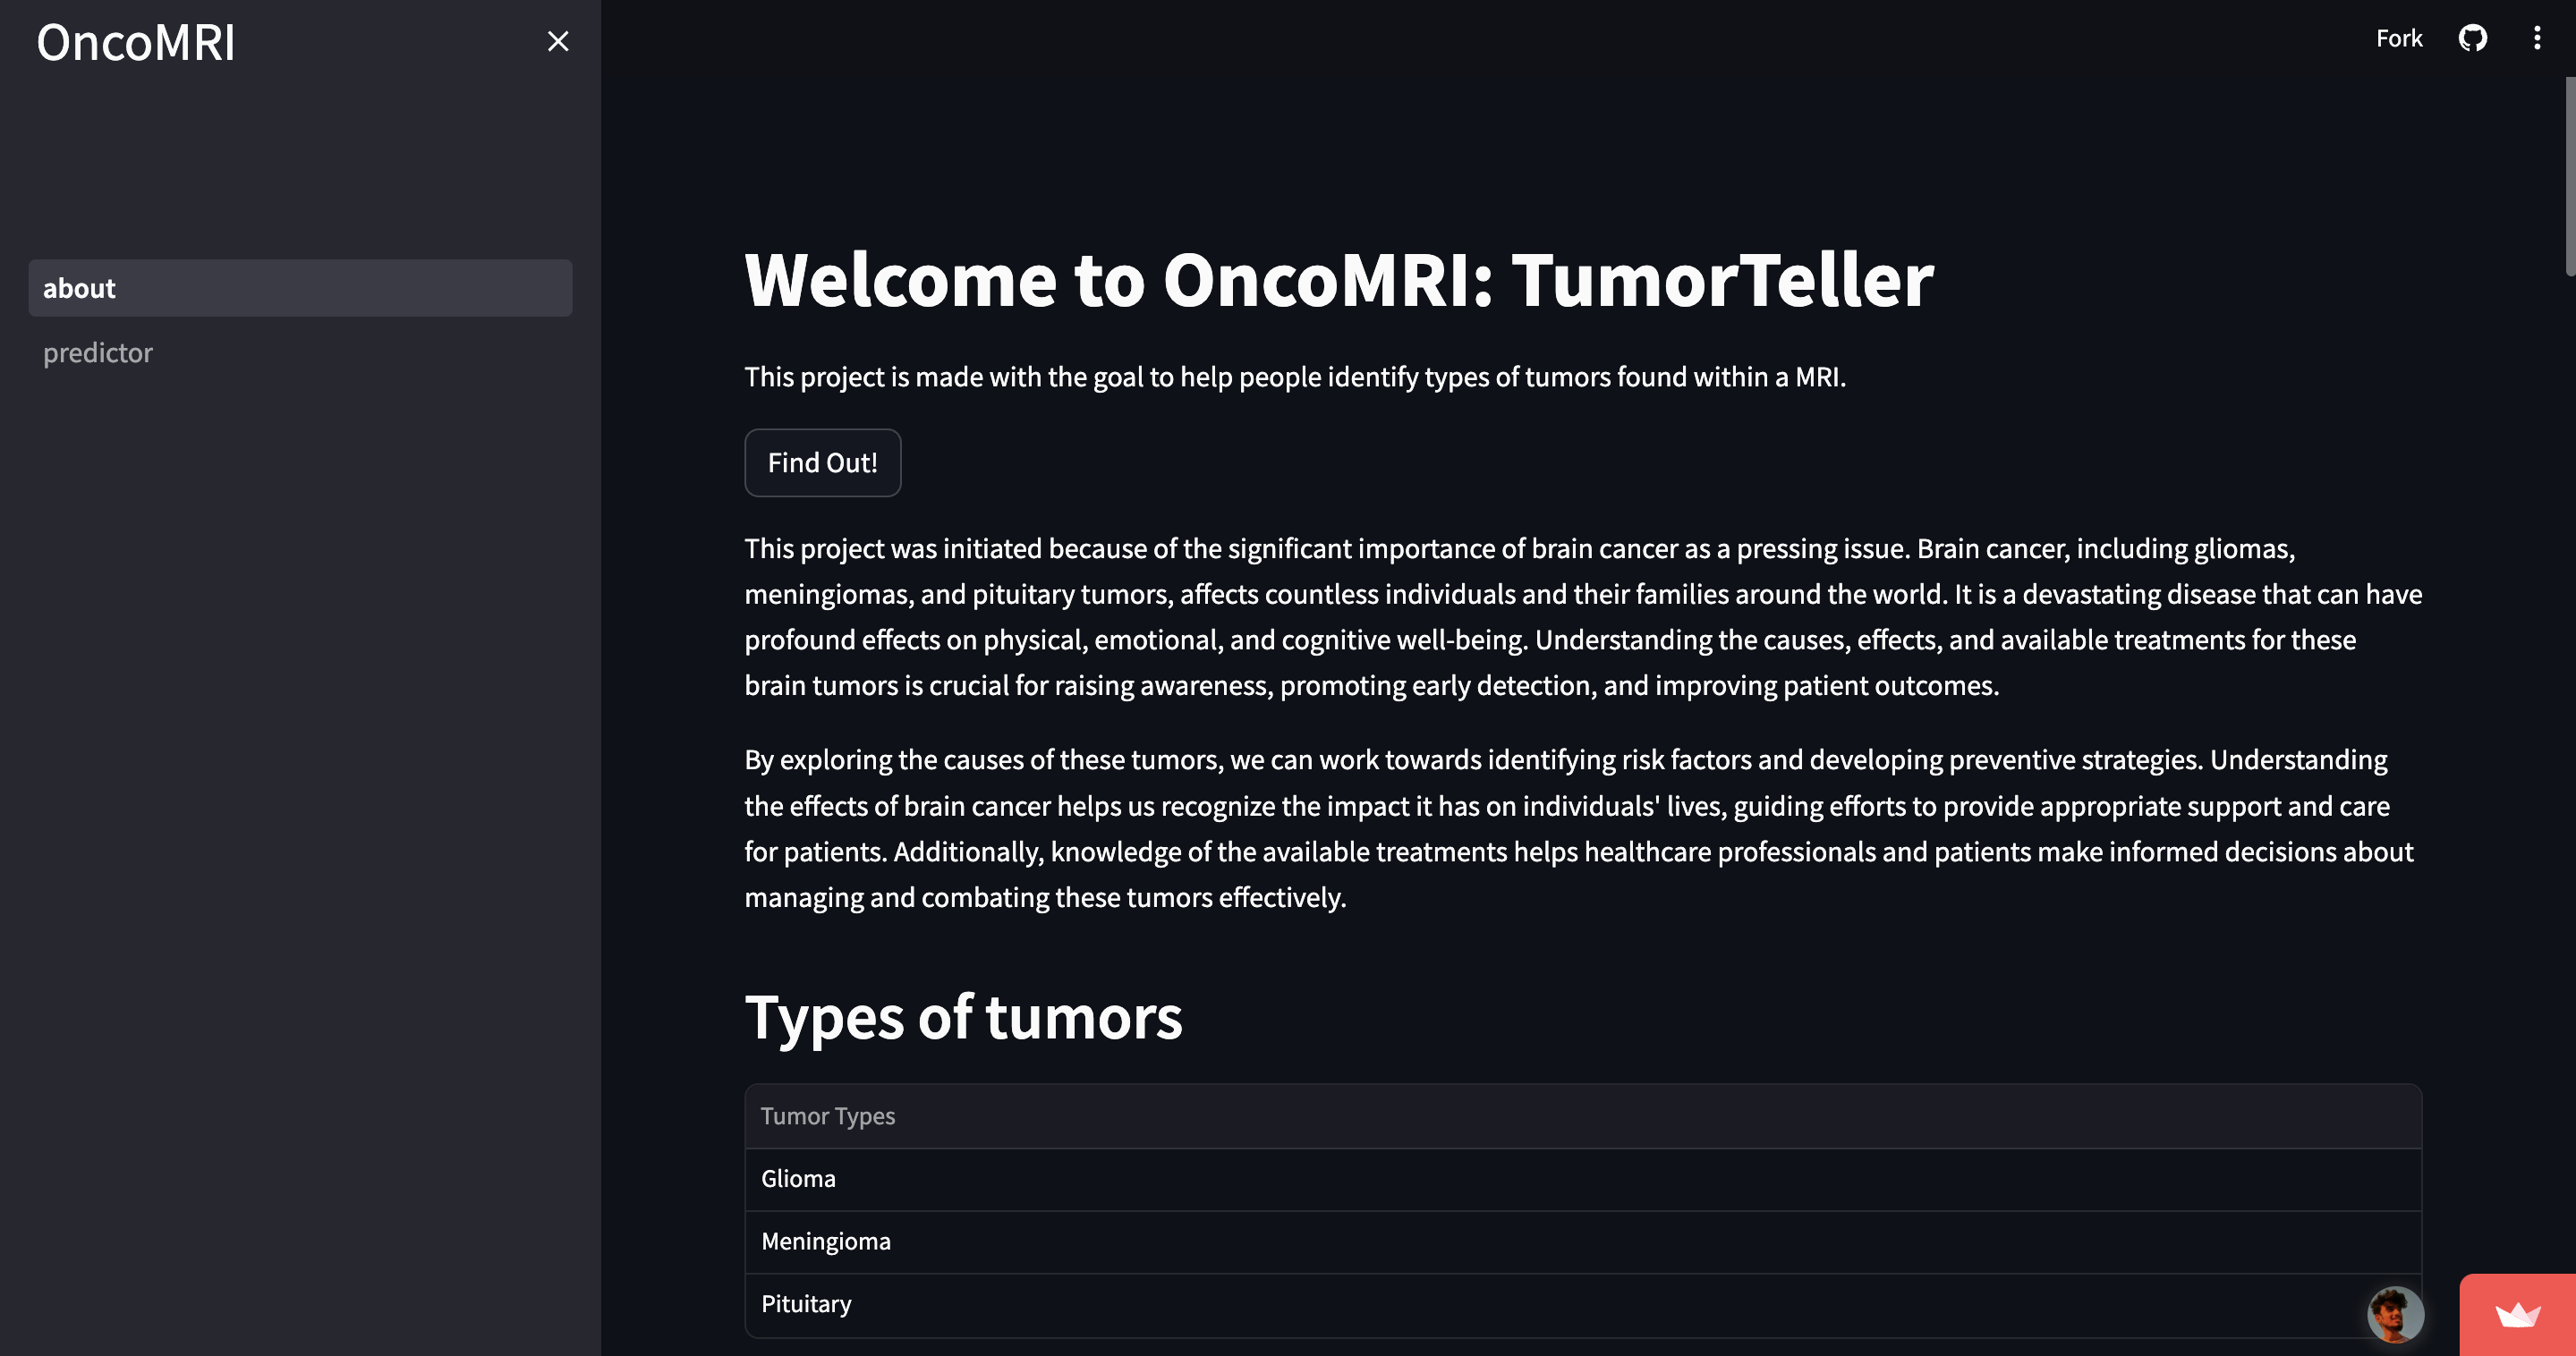 OncoMRI
Fork
about
predictor
Welcome to OncoMRI: TumorTeller
This project is made with the goal to help people identify types of tumors found within a MRI.
Find Out!
This project was initiated because of the significant importance of brain cancer as a pressing issue. Brain cancer, including gliomas,
meningiomas, and pituitary tumors, affects countless individuals and their families around the world. It is a devastating disease that can have
profound effects on physical, emotional, and cognitive well-being. Understanding the causes, effects, and available treatments for these
brain tumors is crucial for raising awareness, promoting early detection, and improving patient outcomes.
By exploring the causes of these tumors, we can work towards identifying risk factors and developing preventive strategies. Understanding
the effects of brain cancer helps us recognize the impact it has on individuals' lives, guiding efforts to provide appropriate support and care
for patients. Additionally, knowledge of the available treatments helps healthcare professionals and patients make informed decisions about
managing and combating these tumors effectively.
Types of tumors
Tumor Types
Glioma
Meningioma
Pituitary